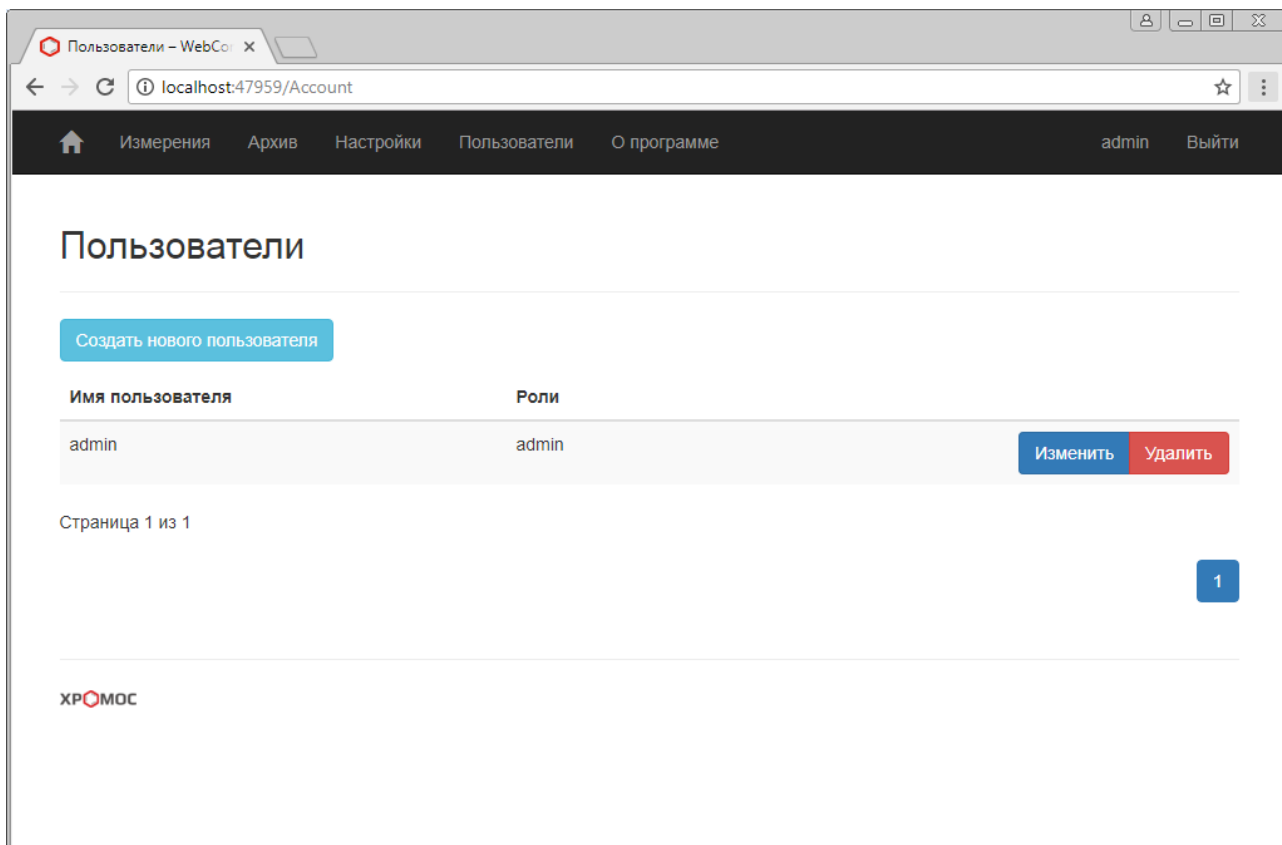 Пользователи – WebCo
localhost:47959/Account
Измерения Архив Настройки Пользователи О программе admin Выйти
Пользователи
Создать нового пользователя
Имя пользователя Роли
admin admin Изменить Удалить
Страница 1 из 1
1
ХРОМОС